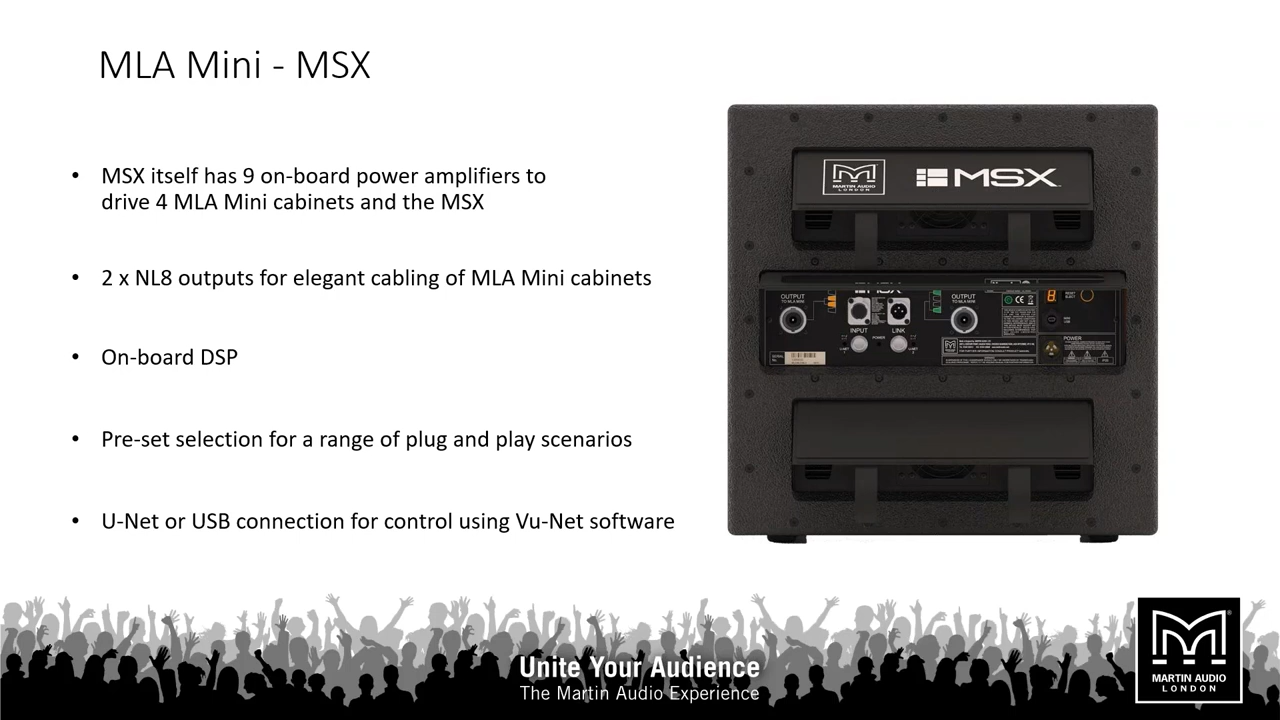 MLA Mini - MSX
• MSX itself has 9 on-board power amplifiers to
drive 4 MLA Mini cabinets and the MSX
• 2 x NL8 outputs for elegant cabling of MLA Mini cabinets
• On-board DSP
• Pre-set selection for a range of plug and play scenarios
• U-Net or USB connection for control using Vu-Net software
MARTIN AUDIO
LONDON
MSX
OUTPUT
TO MLA MINI
INPUT
LINK
POWER
OUTPUT
TO MLA MINI
POWER
Unite Your Audience
The Martin Audio Experience
MARTIN AUDIO
LONDON